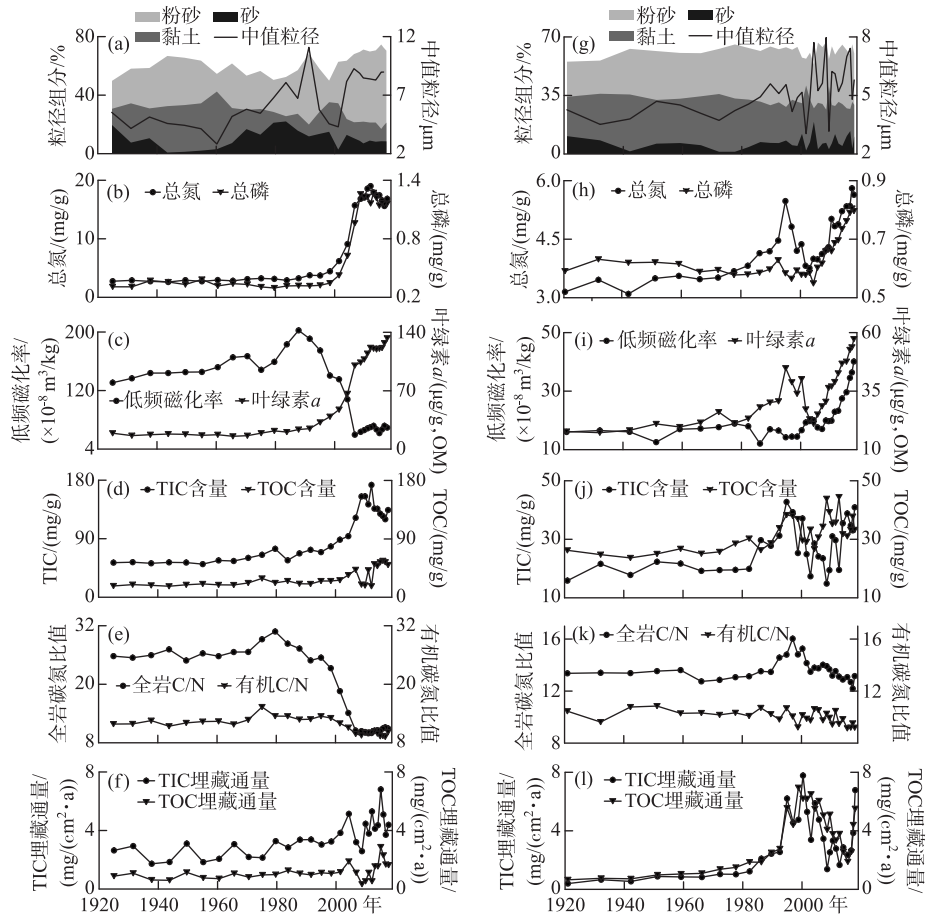 粉砂 砂
黏土 中值粒径
(a)
80
40
0
粒径组分/%
12
7
2
中值粒径/μm
(b)
总氮 总磷
20
10
0
总氮/(mg/g)
1.4
0.8
0.2
总磷/(mg/g)
(c)
200
120
4
低频磁化率/
(×10⁻⁸ m³/kg)
低频磁化率 叶绿素a
140
70
0
叶绿素a/(μg/g·OM)
(d)
TIC含量 TOC含量
180
90
0
TIC/(mg/g)
180
90
0
TOC/(mg/g)
(e)
32
20
8
全岩碳氮比值
全岩C/N 有机C/N
32
20
8
有机碳氮比值
(f)
TIC埋藏通量
TOC埋藏通量
8
4
0
TIC埋藏通量/
(mg/(cm²·a))
8
4
0
TOC埋藏通量/
(mg/(cm²·a))
1920 1940 1960 1980 2000 年
粉砂 砂
黏土 中值粒径
(g)
70
35
0
粒径组分/%
8
5
2
中值粒径/μm
(h)
总氮 总磷
6.0
4.5
3.0
总氮/(mg/g)
0.9
0.7
0.5
总磷/(mg/g)
(i)
低频磁化率 叶绿素a
50
30
10
低频磁化率/
(×10⁻⁸ m³/kg)
60
35
10
叶绿素a/(μg/g·OM)
(j)
TIC含量 TOC含量
50
30
10
TIC/(mg/g)
50
30
10
TOC/(mg/g)
(k)
全岩C/N 有机C/N
16
14
12
8
全岩碳氮比值
16
12
有机碳氮比值
(l)
TIC埋藏通量
TOC埋藏通量
8
4
0
TIC埋藏通量/
mg/(cm²·a))
8
4
0
TOC埋藏通量/
(mg/(cm²·a))
1920 1940 1960 1980 2000 年